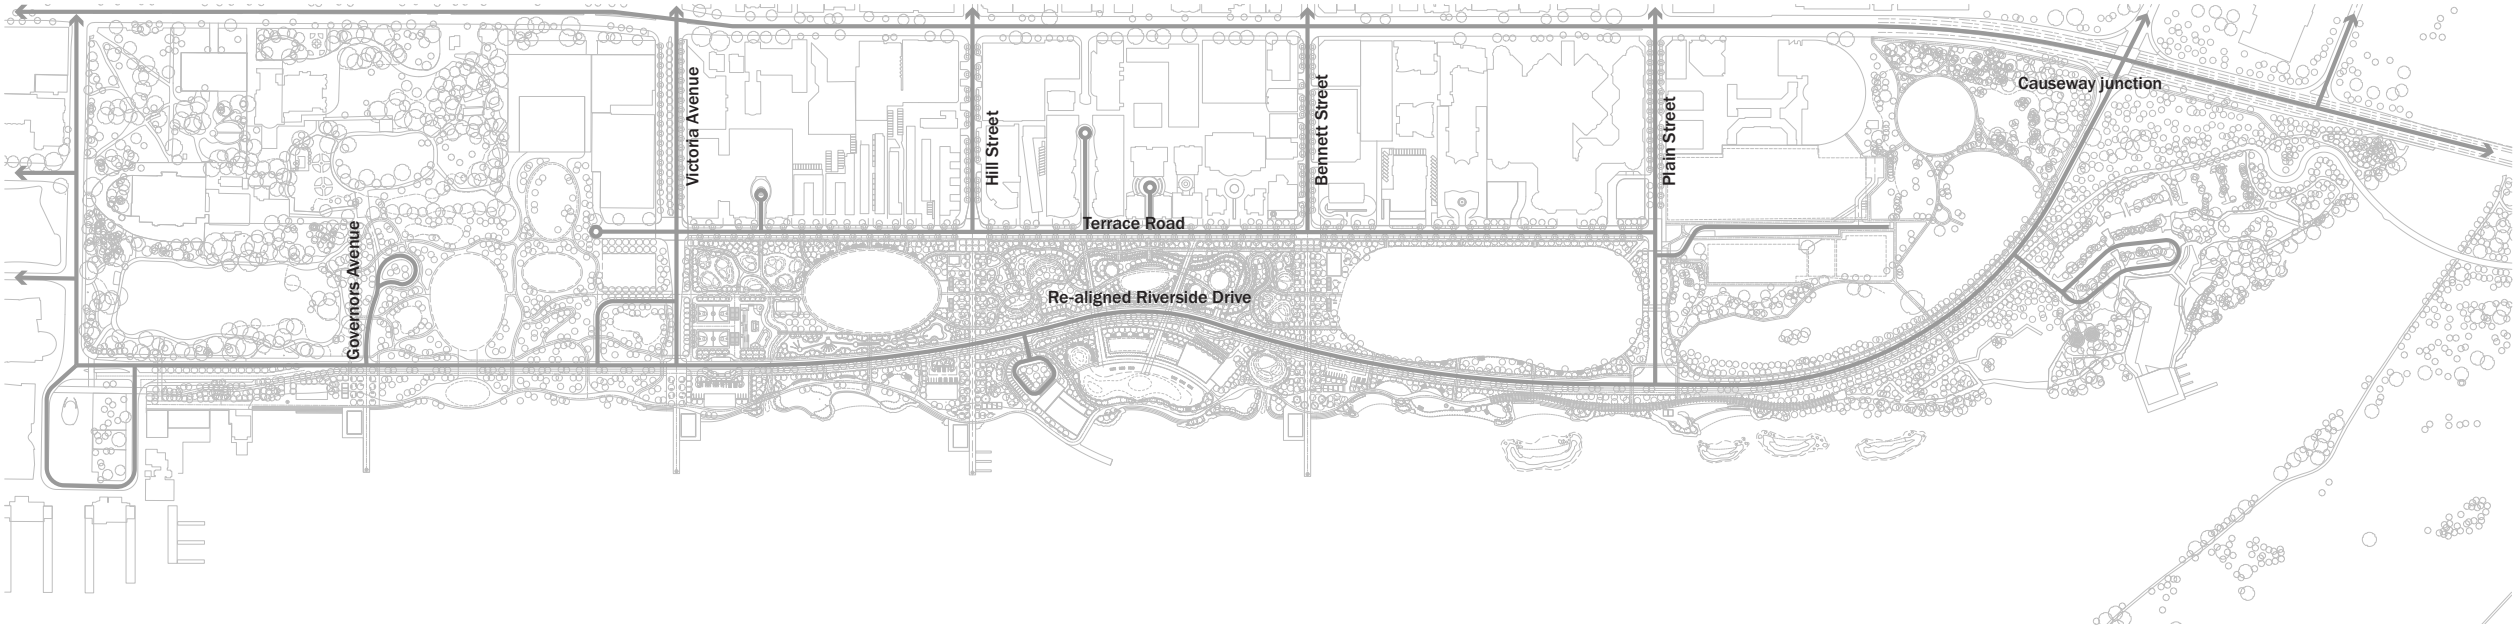 Causeway junction
Victoria Avenue
Hill Street
Bennett Street
Plain Street
Terrace Road
Governors Avenue
Re-aligned Riverside Drive